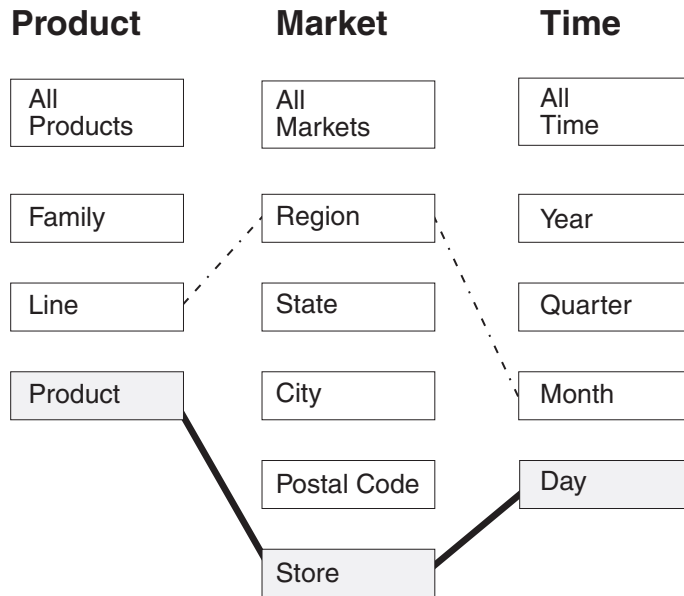 Product
Market
Time
All
Products
All
Markets
All
Time
Family
Region
Year
Line
State
Quarter
Product
City
Month
Postal Code
Day
Store